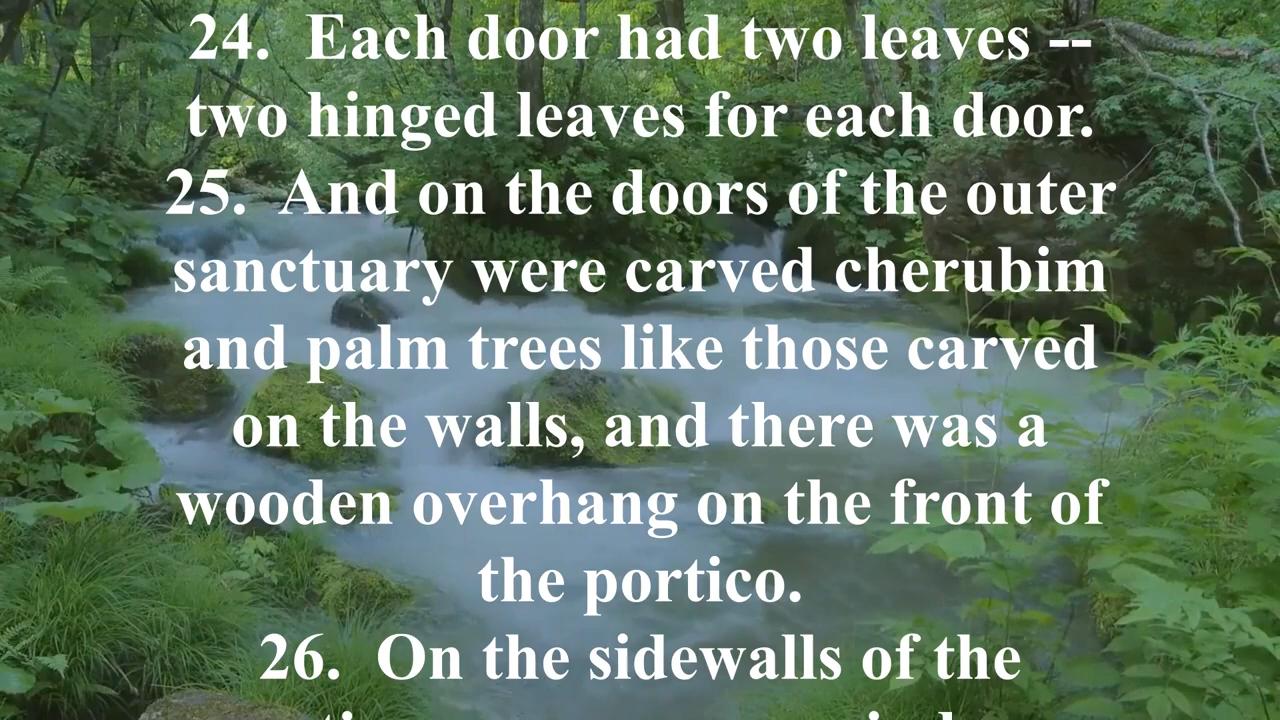 24.  Each door had two leaves --
two hinged leaves for each door.
25.  And on the doors of the outer
sanctuary were carved cherubim
and palm trees like those carved
on the walls, and there was a
wooden overhang on the front of
the portico.
26.  On the sidewalls of the